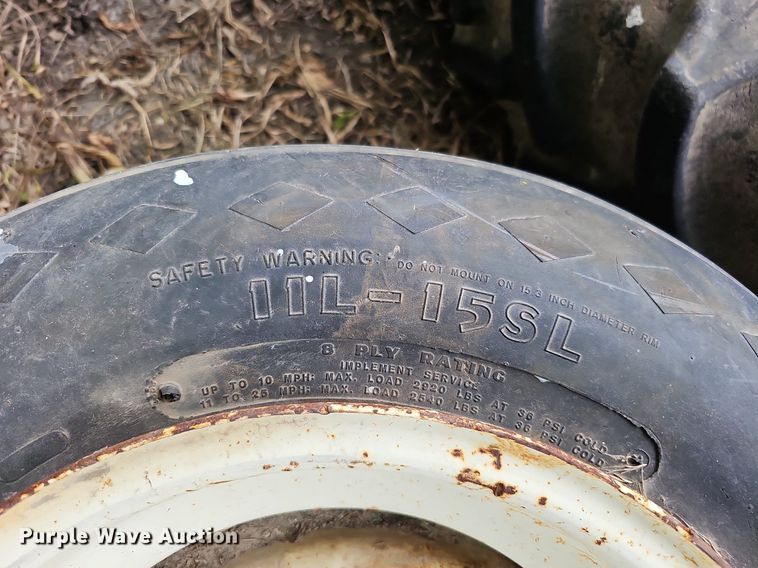 SAFETY WARNING: DO NOT MOUNT ON 15.3 INCH DIAMETER RIM
11L-15SL
8 PLY RATING
IMPLEMENT SERVICE
UP TO 10 MPH: MAX. LOAD 2920 LBS AT 36 PSI COLD
11 TO 25 MPH: MAX. LOAD 2540 LBS AT 36 PSI COLD
Purple Wave Auction®